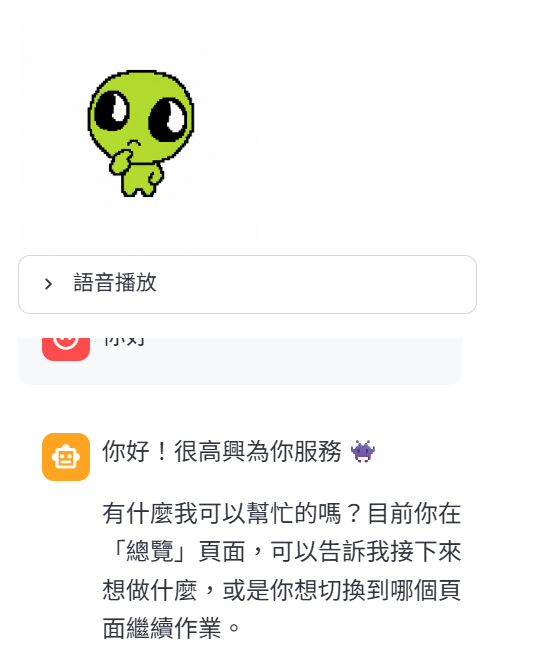 語音播放
你好
你好！很高興為你服務 👾
有什麼我可以幫忙的嗎？目前你在
「總覽」頁面，可以告訴我接下來
想做什麼，或是你想切換到哪個頁
面繼續作業。